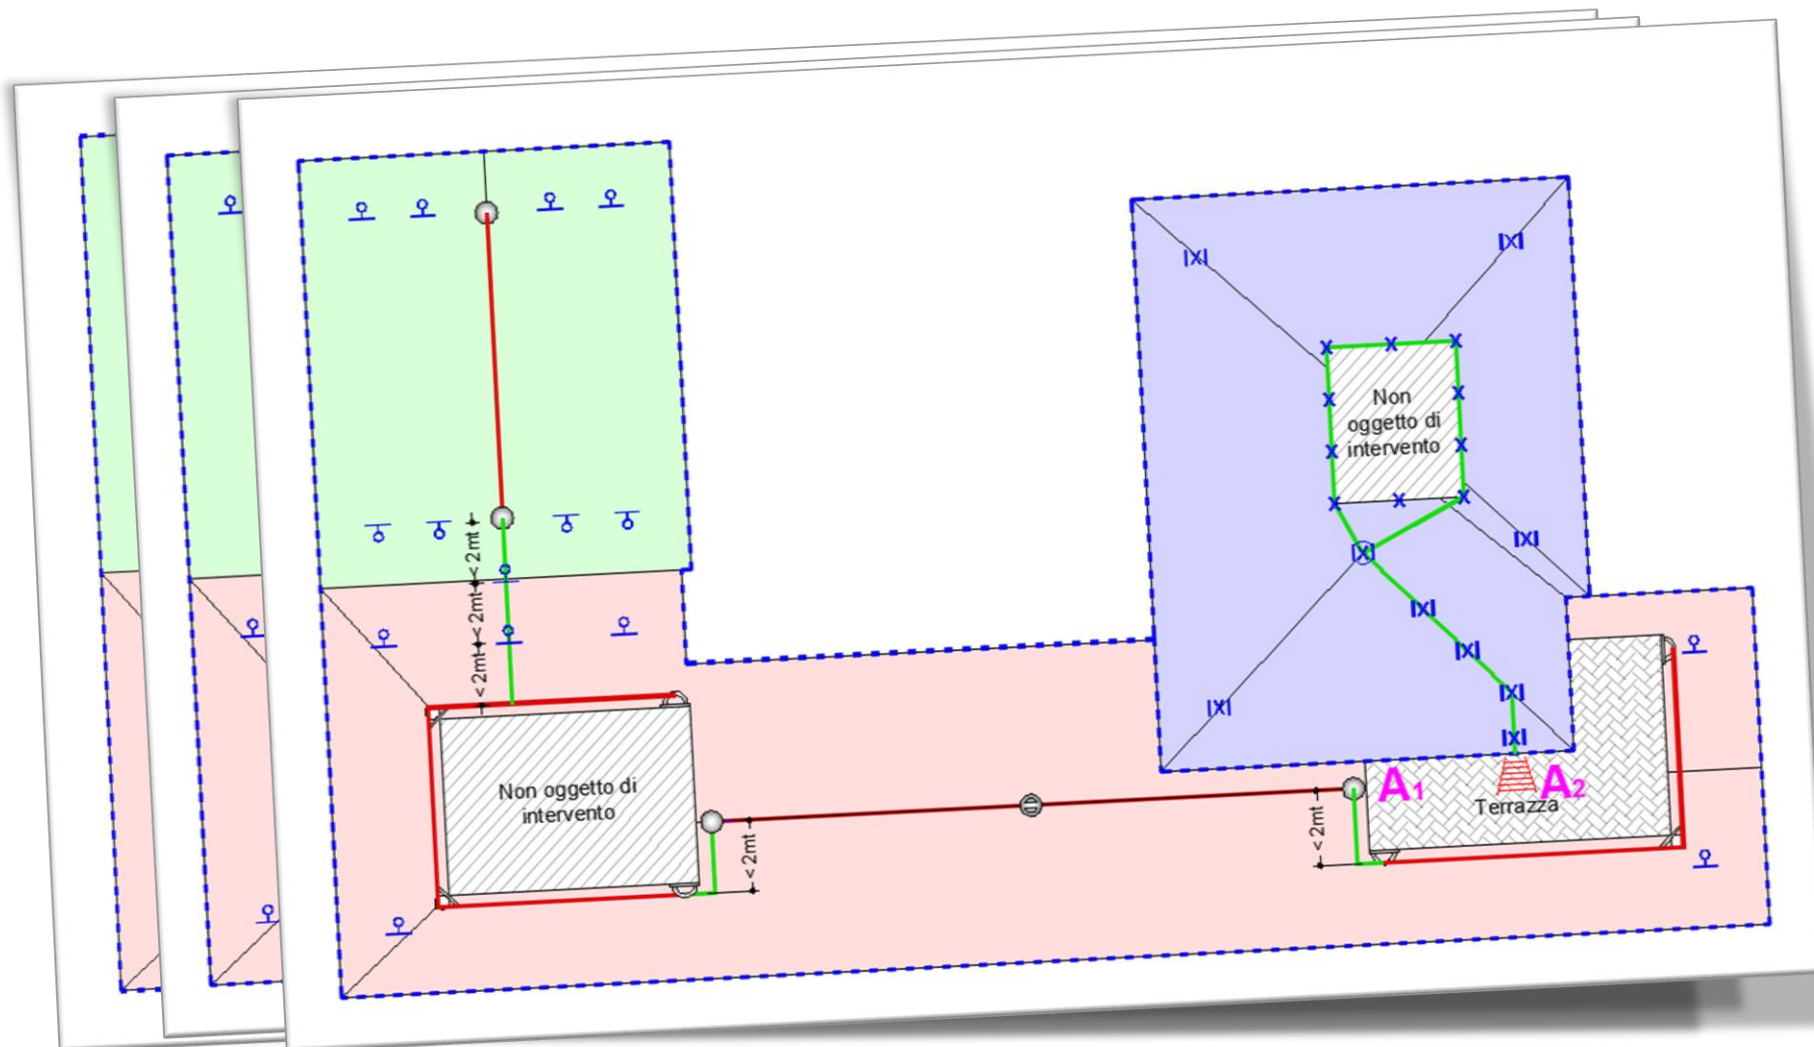 Non
oggetto di
intervento
<2mt
<2mt
<2mt
Non oggetto di
intervento
<2mt
<2mt
A1
A2
Terrazza